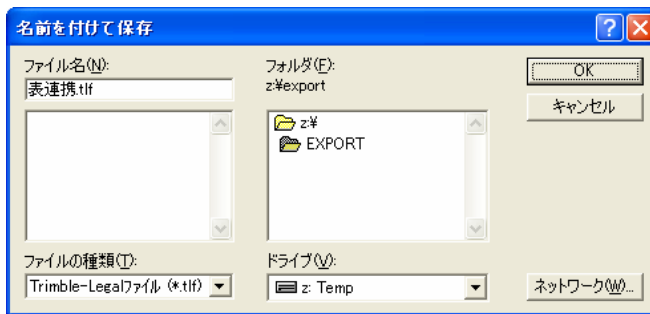 名前を付けて保存
ファイル名(N):
表連携.tlf
フォルダ(F):
z:¥export
z:¥
EXPORT
OK
キャンセル
ファイルの種類(T):
Trimble-Legalファイル (*.tlf)
ドライブ(V):
z: Temp
ネットワーク(W)...